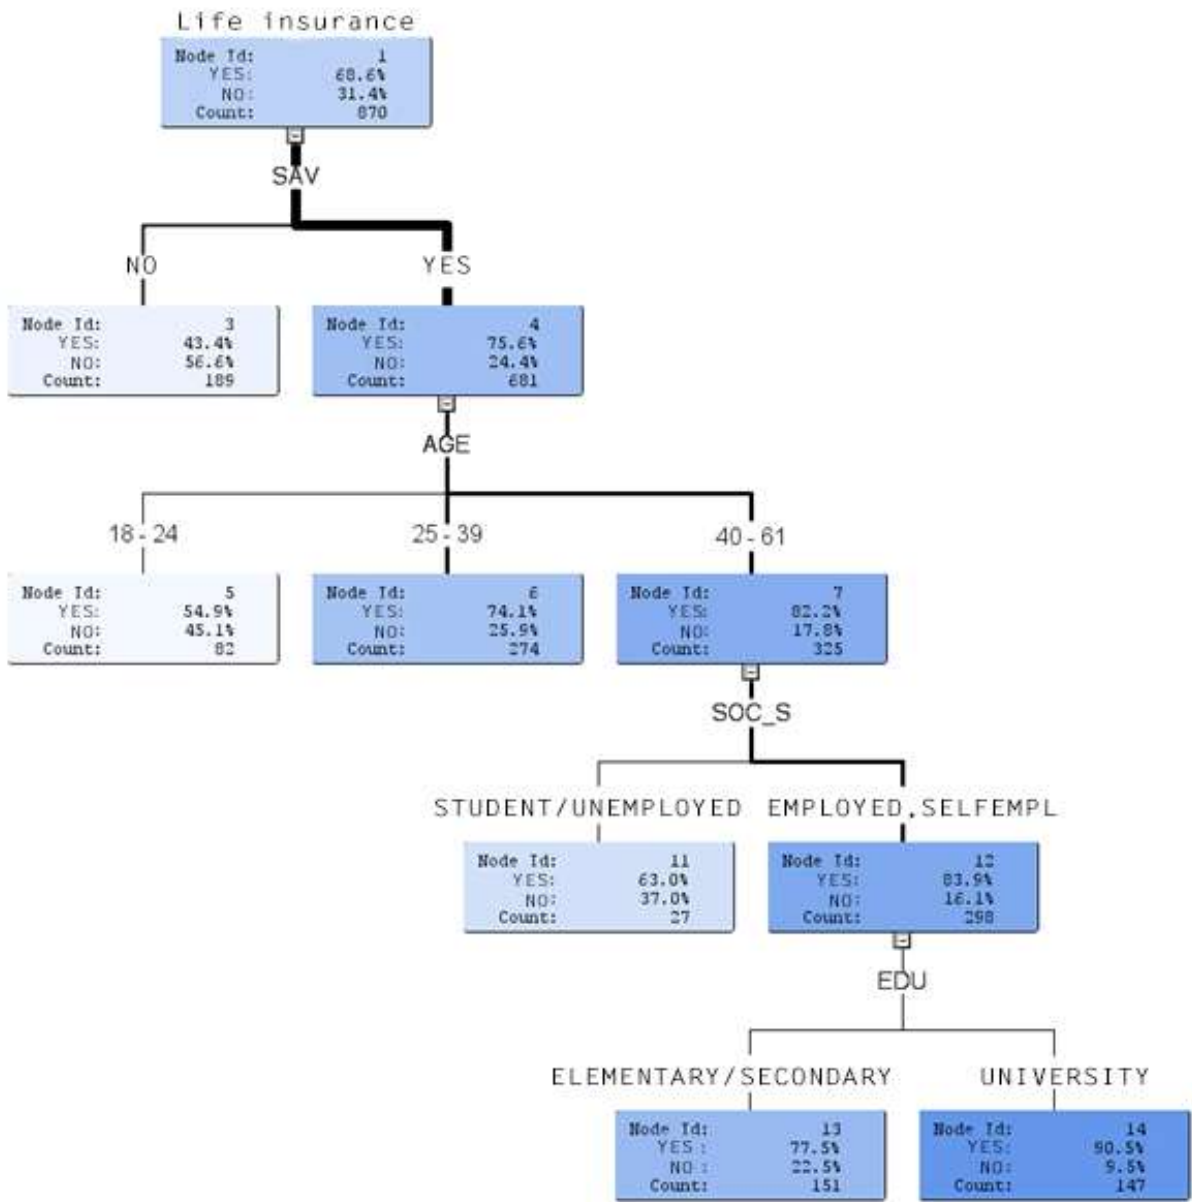 Life insurance
Node Id: 1
YES: 68.6%
NO: 31.4%
Count: 870
SAV
NO
YES
Node Id: 3
YES: 43.4%
NO: 56.6%
Count: 189
Node Id: 4
YES: 75.6%
NO: 24.4%
Count: 681
AGE
18 - 24
25 - 39
40 - 61
Node Id: 5
YES: 54.9%
NO: 45.1%
Count: 82
Node Id: 6
YES: 74.1%
NO: 25.9%
Count: 274
Node Id: 7
YES: 82.2%
NO: 17.8%
Count: 325
SOC_S
STUDENT/UNEMPLOYED
EMPLOYED,SELFEMPL
Node Id: 11
YES: 63.0%
NO: 37.0%
Count: 27
Node Id: 12
YES: 83.9%
NO: 16.1%
Count: 298
EDU
ELEMENTARY/SECONDARY
UNIVERSITY
Node Id: 13
YES : 77.5%
NO : 22.5%
Count: 151
Node Id: 14
YES: 90.5%
NO: 9.5%
Count: 147